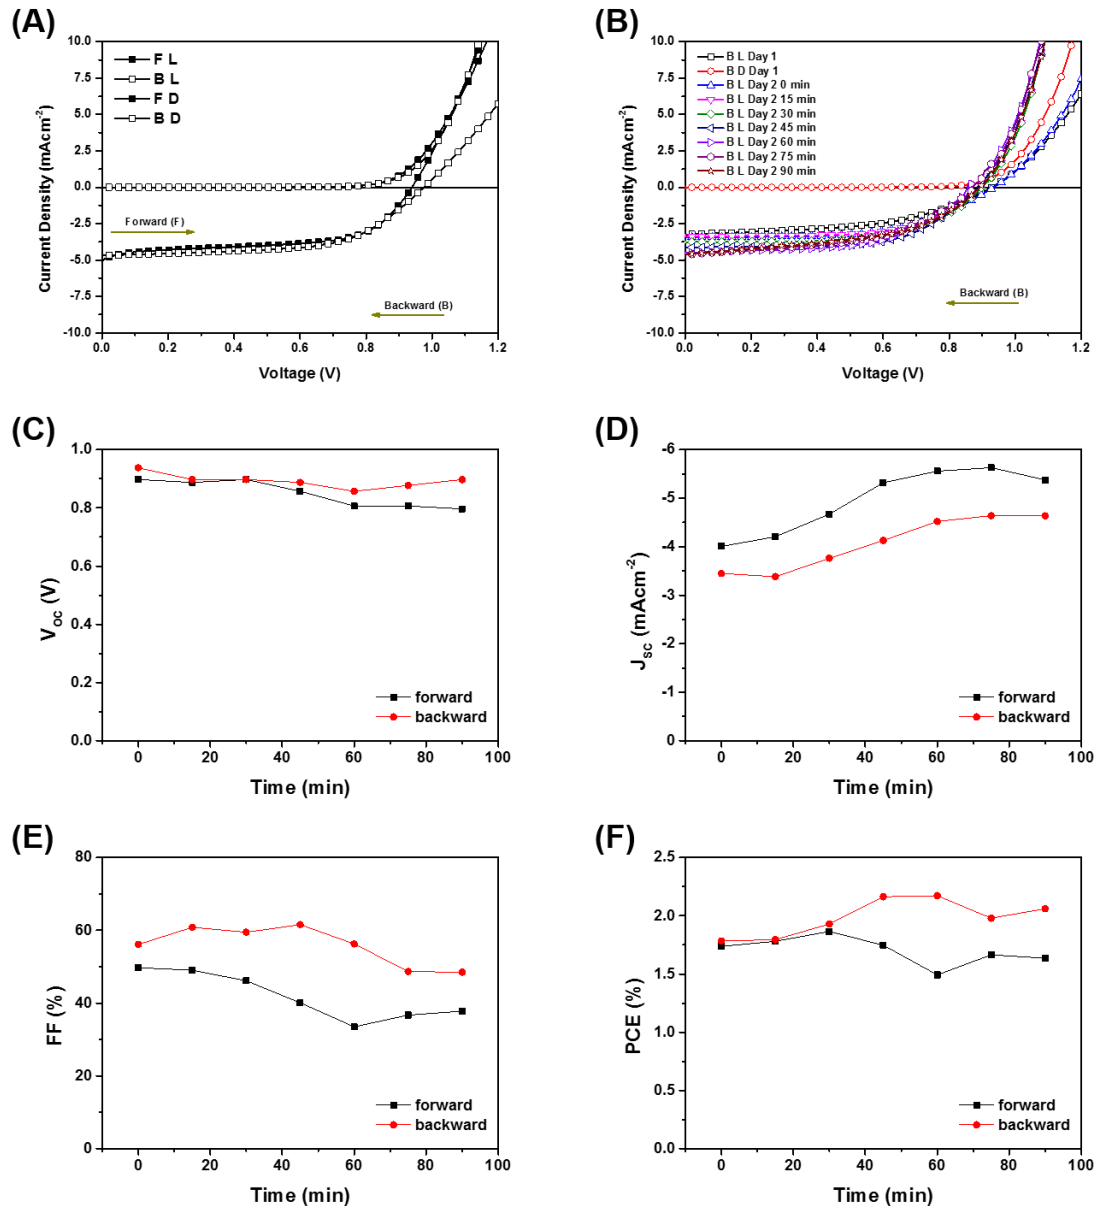 (A)
10.0
7.5
5.0
2.5
0.0
-2.5
-5.0
-7.5
-10.0
Current Density (mAcm-2)
F L
B L
F D
B D
Forward (F)
Backward (B)
0.0 0.2 0.4 0.6 0.8 1.0 1.2
Voltage (V)
(B)
10.0
7.5
5.0
2.5
0.0
-2.5
-5.0
-7.5
-10.0
Current Density (mAcm-2)
B L Day 1
B D Day 1
B L Day 2 0 min
B L Day 2 15 min
B L Day 2 30 min
B L Day 2 45 min
B L Day 2 60 min
B L Day 2 75 min
B L Day 2 90 min
Backward (B)
0.0 0.2 0.4 0.6 0.8 1.0 1.2
Voltage (V)
(C)
1.0
0.8
0.6
0.4
0.2
0.0
VOC (V)
forward
backward
0 20 40 60 80 100
Time (min)
(D)
-6
-5
-4
-3
-2
-1
0
JSC (mAcm-2)
forward
backward
0 20 40 60 80 100
Time (min)
(E)
80
60
40
20
0
FF (%)
forward
backward
0 20 40 60 80 100
Time (min)
(F)
2.5
2.0
1.5
1.0
0.5
0.0
PCE (%)
forward
backward
0 20 40 60 80 100
Time (min)